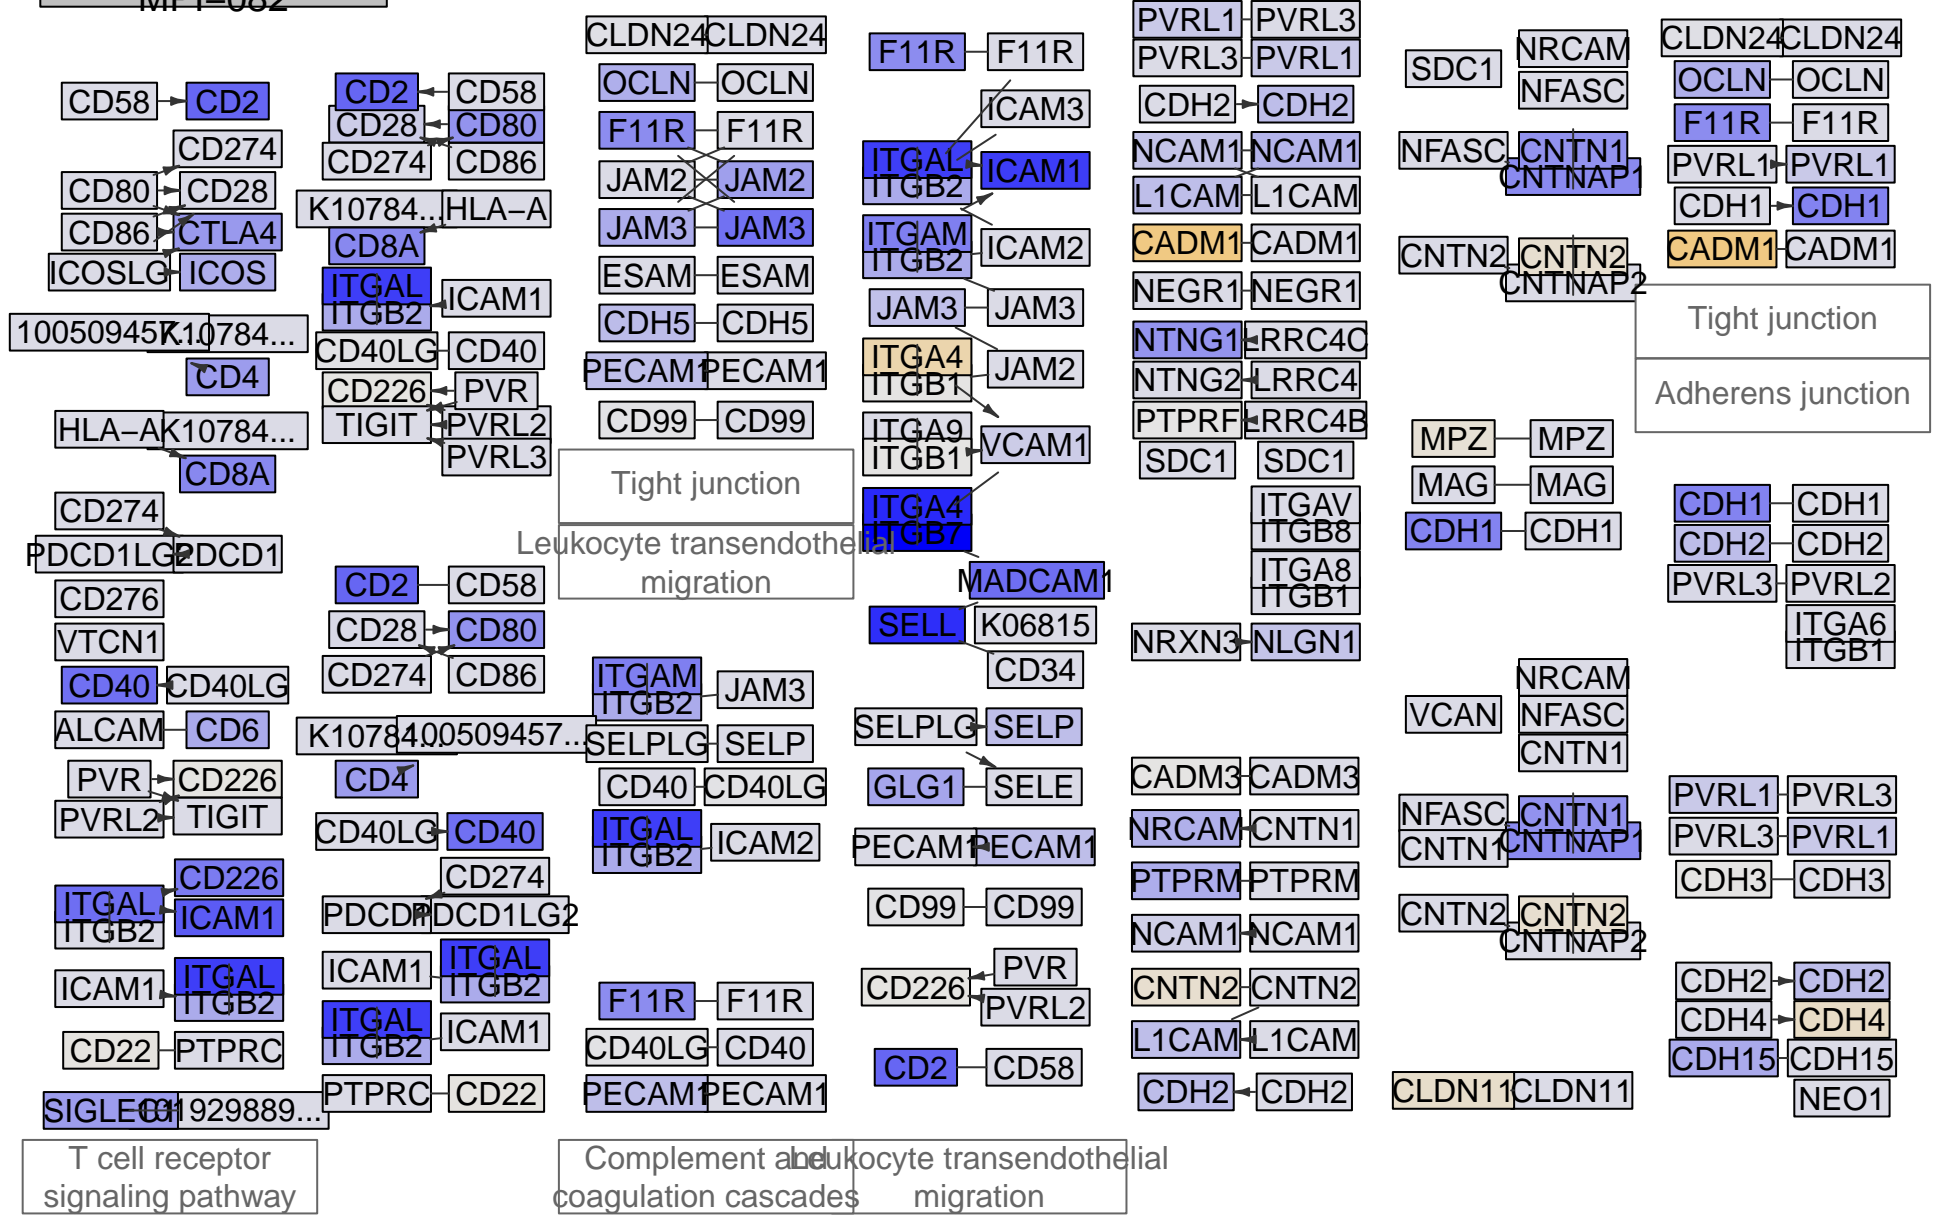 MPI-082
CD58 CD2
CD274
CD80 CD28
CD86 CTLA4
ICOSLG ICOS
100509457... K10784...
CD4
HLA-A K10784...
CD8A
CD274
PDCD1LG2 PDCD1
CD276
VTCN1
CD40 CD40LG
ALCAM CD6
PVR CD226
PVRL2 TIGIT
CD226
ITGAL ICAM1
ITGB2
ICAM1 ITGAL
ITGB2
CD22 PTPRC
929889...
T cell receptor
signaling pathway
CD2 CD58
CD28 CD80
CD274 CD86
K10784... HLA-A
CD8A
ITGAL ICAM1
ITGB2
CD40LG CD40
CD226 PVR
TIGIT PVRL2
PVRL3
CD2 CD58
CD28 CD80
CD274 CD86
K10784... 100509457...
CD4
CD40LG CD40
CD274
PDCD1LG2
ICAM1 ITGAL
ITGB2
ITGAL ICAM1
ITGB2
PTPRC CD22
CLDN24 CLDN24
OCLN OCLN
F11R F11R
JAM2 JAM2
JAM3 JAM3
ESAM ESAM
CDH5 CDH5
PECAM1 PECAM1
CD99 CD99
Tight junction
Leukocyte transendothelial
migration
ITGAM JAM3
ITGB2
SELPLG SELP
CD40 CD40LG
ITGAL ICAM2
ITGB2
F11R F11R
CD40LG CD40
PECAM1 PECAM1
Complement and
coagulation cascades
F11R F11R
ICAM3
ITGAL ICAM1
ITGB2
ITGAM ICAM2
ITGB2
JAM3 JAM3
ITGA4 JAM2
ITGB1
ITGA9 VCAM1
ITGB1
ITGA4
ITGB7
MADCAM1
SELL K06815
CD34
SELPLG SELP
GLG1 SELE
PECAM1 PECAM1
CD99 CD99
CD226 PVR
PVRL2
CD2 CD58
Leukocyte transendothelial
migration
PVRL1 PVRL3
PVRL3 PVRL1
CDH2 CDH2
NCAM1 NCAM1
L1CAM L1CAM
CADM1 CADM1
NEGR1 NEGR1
NTNG1 LRRC4C
NTNG2 LRRC4
PTPRF LRRC4B
SDC1 SDC1
ITGAV
ITGB8
ITGA8
ITGB1
NRXN3 NLGN1
CADM3 CADM3
NRCAM CNTN1
PTPRM PTPRM
NCAM1 NCAM1
CNTN2 CNTN2
L1CAM L1CAM
CDH2 CDH2
SDC1 NRCAM
NFASC
NFASC CNTN1
CNTNAP1
CNTN2 CNTN2
CNTNAP2
MPZ MPZ
MAG MAG
CDH1 CDH1
NRCAM
VCAN NFASC
CNTN1
NFASC CNTN1
CNTN1 CNTNAP1
CNTN2 CNTN2
CNTNAP2
CLDN11 CLDN11
CLDN24 CLDN24
OCLN OCLN
F11R F11R
PVRL1 PVRL1
CDH1 CDH1
CADM1 CADM1
Tight junction
Adherens junction
CDH1 CDH1
CDH2 CDH2
PVRL3 PVRL2
ITGA6
ITGB1
PVRL1 PVRL3
PVRL3 PVRL1
CDH3 CDH3
CDH2 CDH2
CDH4 CDH4
CDH15 CDH15
NEO1